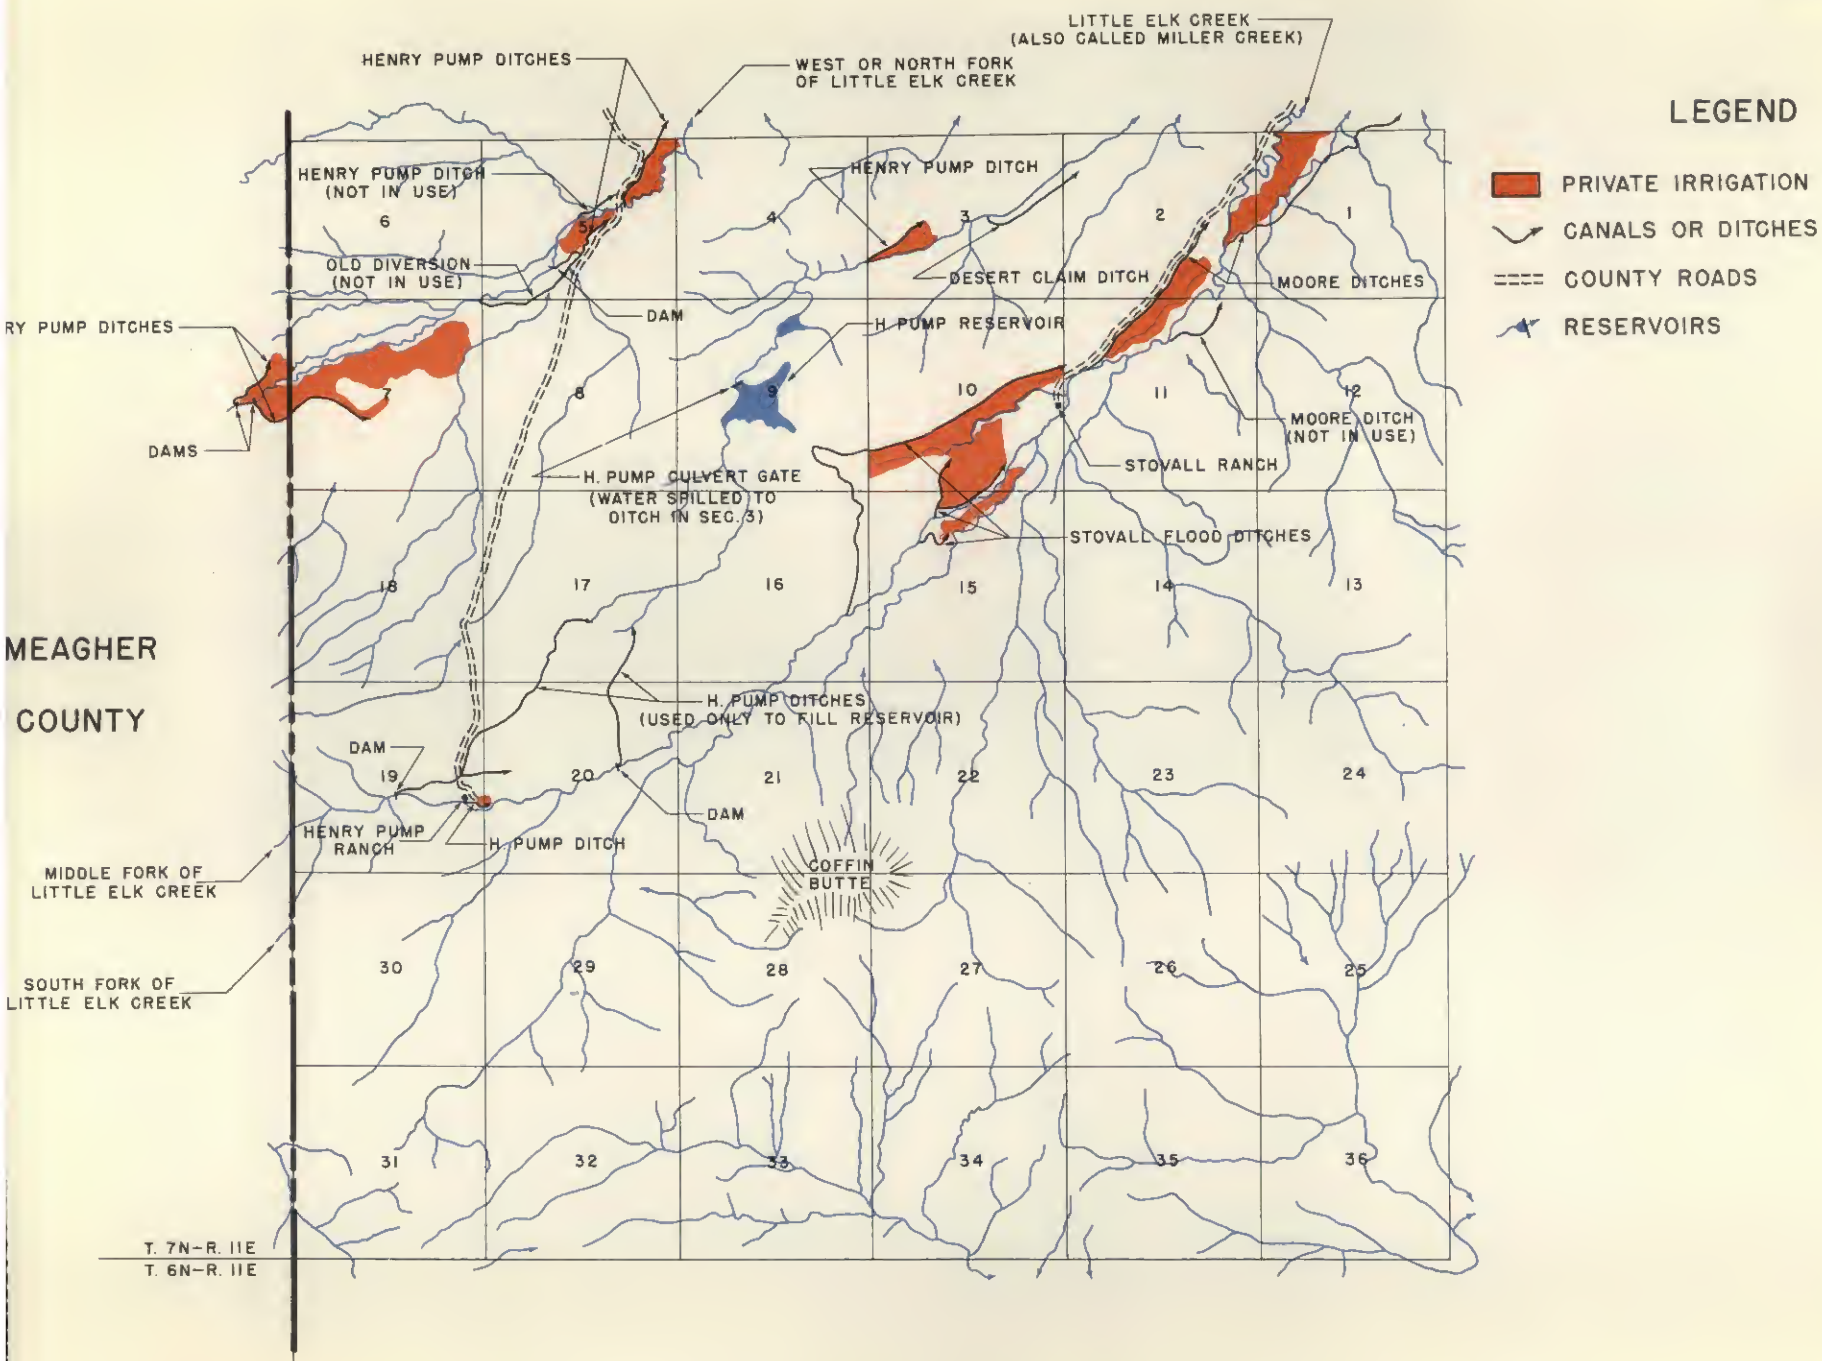 LITTLE ELK CREEK
(ALSO CALLED MILLER CREEK)
HENRY PUMP DITCHES
WEST OR NORTH FORK
OF LITTLE ELK CREEK
LEGEND
PRIVATE IRRIGATION
CANALS OR DITCHES
COUNTY ROADS
RESERVOIRS
HENRY PUMP DITCH
(NOT IN USE)
HENRY PUMP DITCH
6
5
4
3
2
1
OLD DIVERSION
(NOT IN USE)
DESERT CLAIM DITCH
MOORE DITCHES
DAM
H. PUMP RESERVOIR
RY PUMP DITCHES
7
8
9
10
11
12
MOORE DITCH
(NOT IN USE)
DAMS
STOVALL RANCH
H. PUMP CULVERT GATE
(WATER SPILLED TO
DITCH IN SEC. 3)
STOVALL FLOOD DITCHES
18
17
16
15
14
13
MEAGHER
COUNTY
H. PUMP DITCHES
(USED ONLY TO FILL RESERVOIR)
DAM
19
20
21
22
23
24
DAM
HENRY PUMP
RANCH
H. PUMP DITCH
COFFIN
BUTTE
MIDDLE FORK OF
LITTLE ELK CREEK
30
29
28
27
26
25
SOUTH FORK OF
LITTLE ELK CREEK
31
32
33
34
35
36
T. 7N-R. 11E
T. 6N-R. 11E